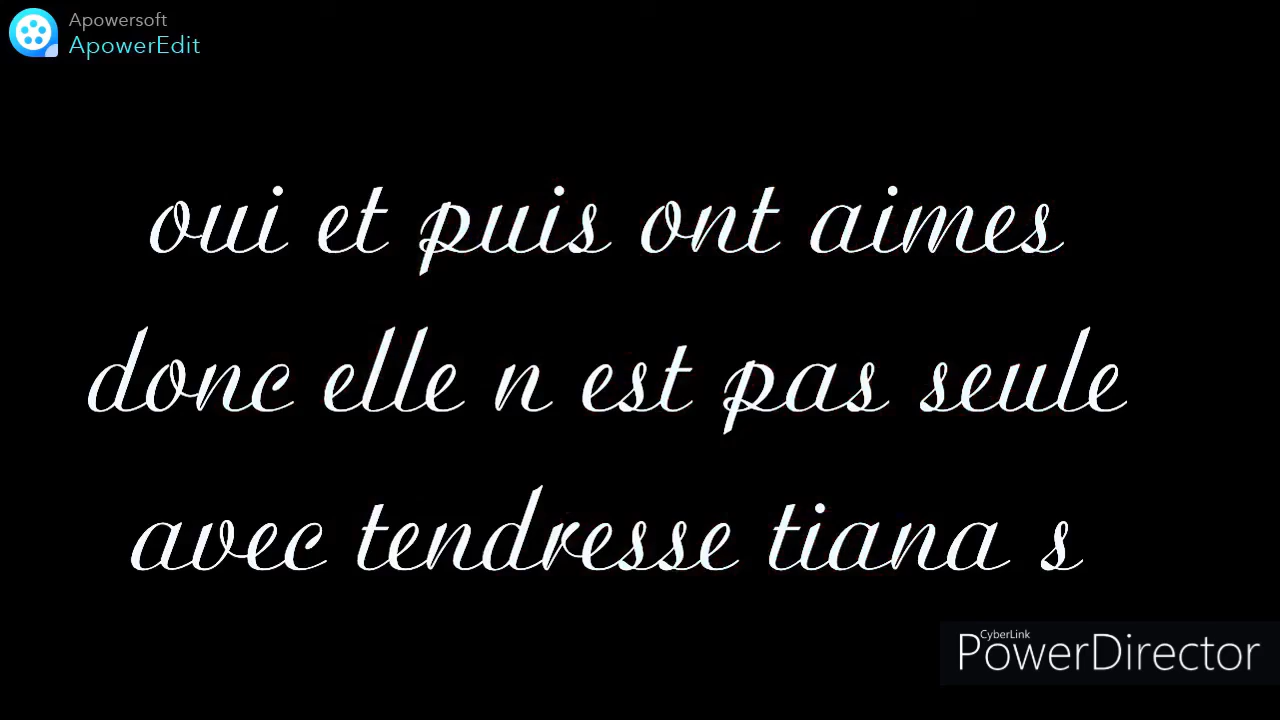 Apowersoft
ApowerEdit
oui et puis ont aimes
donc elle n est pas seule
avec tendresse tiana s
CyberLink
PowerDirector